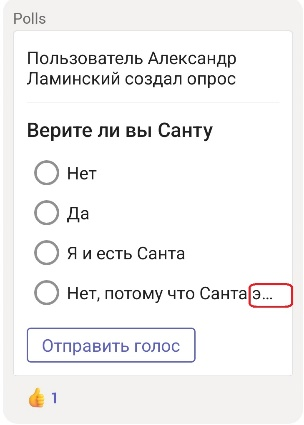 Polls
Пользователь Александр
Ламинский создал опрос
Верите ли вы Санту
Нет
Да
Я и есть Санта
Нет, потому что Санта э...
Отправить голос
👍 1